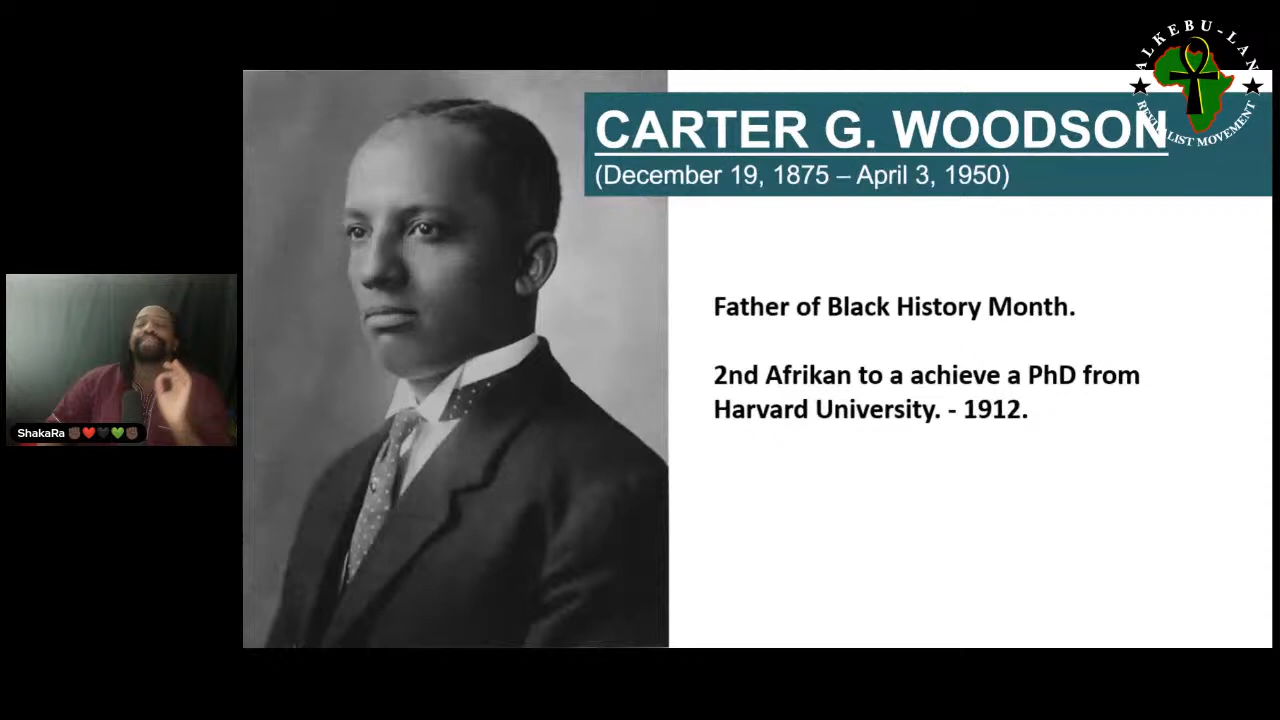 ALKEBU-LAN
REVIVALIST MOVEMENT
CARTER G. WOODSON
(December 19, 1875 – April 3, 1950)
Father of Black History Month.
2nd Afrikan to a achieve a PhD from
Harvard University. - 1912.
ShakaRa ✊🏿❤️🖤💚✊🏿